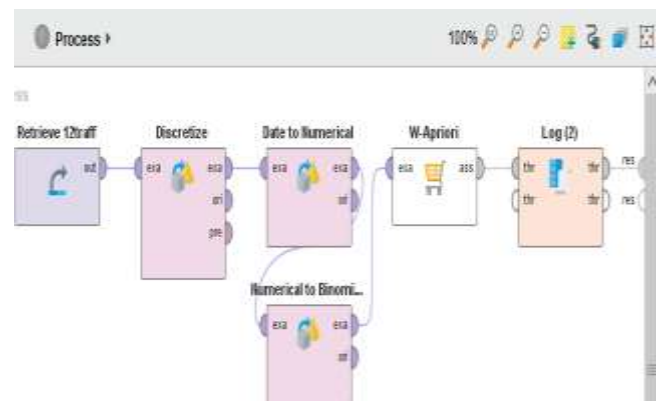 Process
100%
Retrieve 12traff
Discretize
Date to Numerical
W-Apriori
Log (2)
out
exa
exa
ori
pre
exa
exa
ori
exa
ass
thr
thr
res
thr
thr
res
Numerical to Binomi...
exa
exa
ori